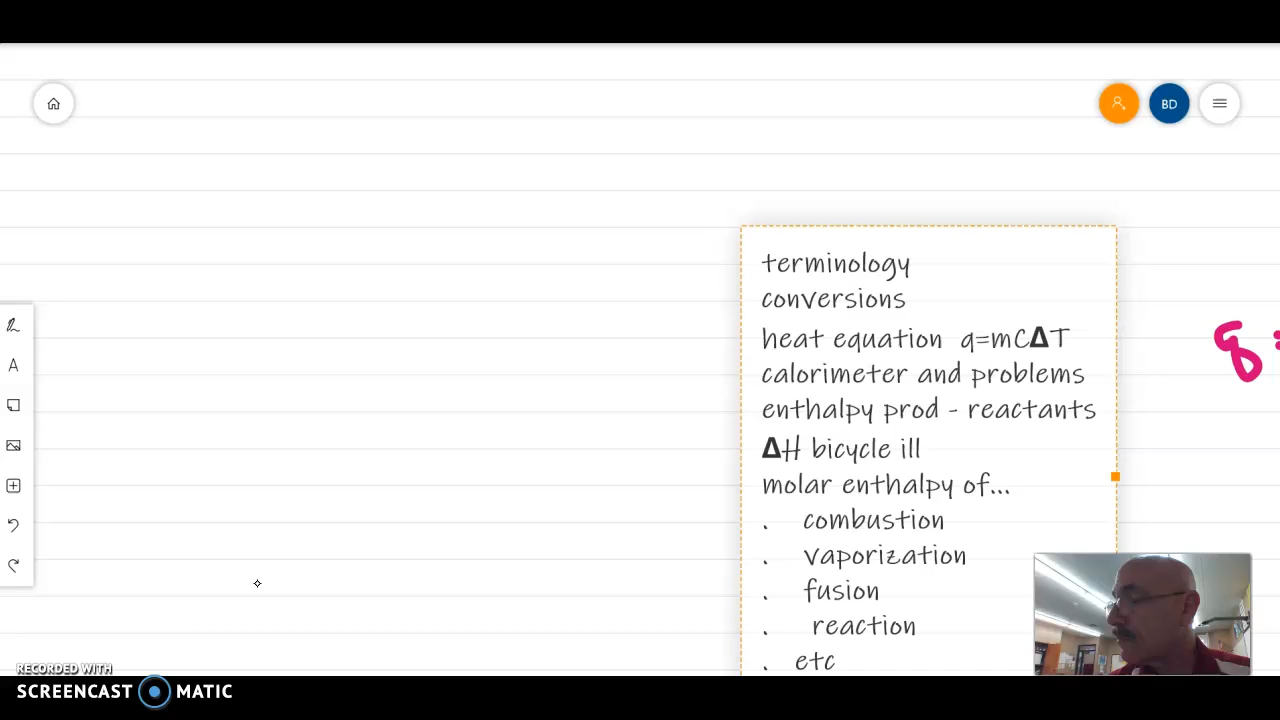 BD
terminology
conversions
heat equation q=mCΔT
calorimeter and problems
enthalpy prod - reactants
ΔH bicycle ill
molar enthalpy of...
. combustion
. vaporization
. fusion
. reaction
. etc
A
RECORDED WITH
SCREENCAST MATIC